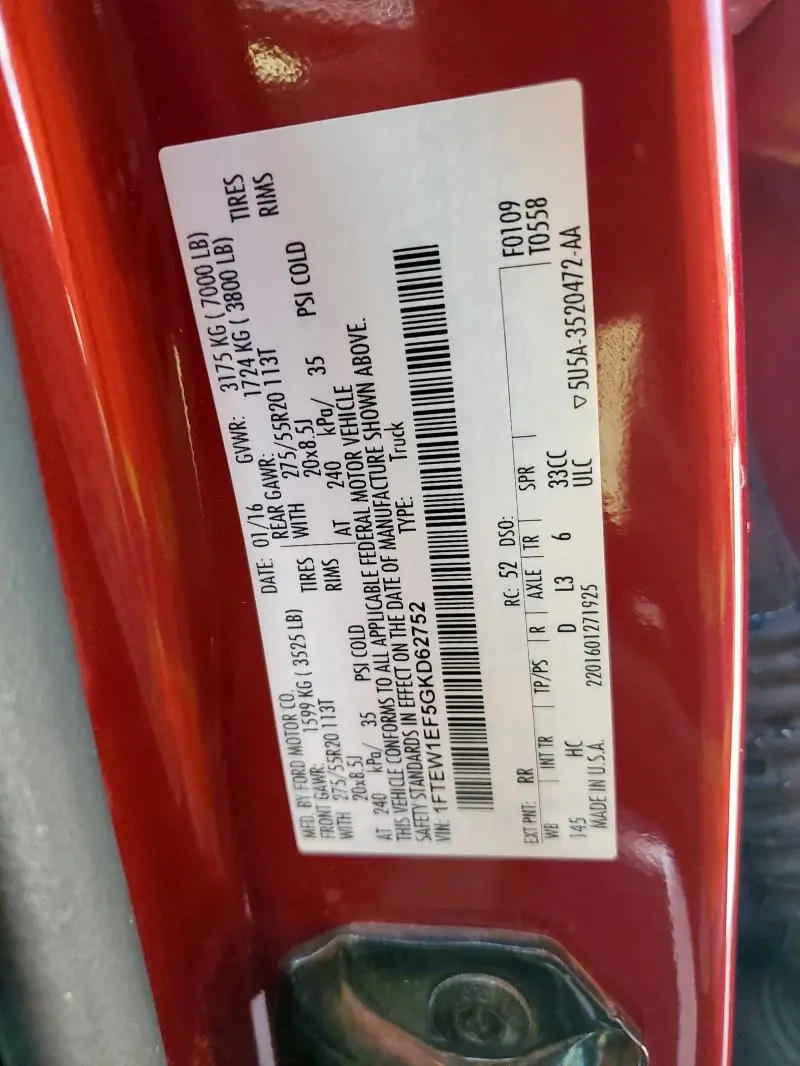 MFD. BY FORD MOTOR CO.
DATE: 01/16 GVWR: 3175 KG ( 7000 LB)
FRONT GAWR: 1599 KG ( 3525 LB) REAR GAWR: 1724 KG ( 3800 LB)
WITH 275/55R20 113T TIRES WITH 275/55R20 113T TIRES
20x8.5J RIMS 20x8.5J RIMS
AT 240 kPa/ 35 PSI COLD AT 240 kPa/ 35 PSI COLD
THIS VEHICLE CONFORMS TO ALL APPLICABLE FEDERAL MOTOR VEHICLE
SAFETY STANDARDS IN EFFECT ON THE DATE OF MANUFACTURE SHOWN ABOVE.
VIN: 1FTEW1EF5GKD62752 TYPE: Truck
F0109
T0558
EXT PNT: RR RC: 52 DSO:
WB INT TR TP/PS R AXLE TR SPR
145 HC D L3 6 33CC
MADE IN U.S.A. 2201601271925 ULC ▽5U5A-3520472-AA